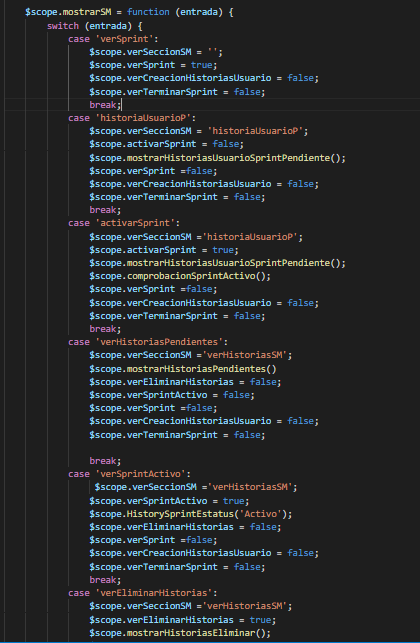 $scope.mostrarSM = function (entrada) {
switch (entrada) {
case 'verSprint':
$scope.verSeccionSM = '';
$scope.verSprint = true;
$scope.verCreacionHistoriasUsuario = false;
$scope.verTerminarSprint = false;
break;
case 'historiaUsuarioP':
$scope.verSeccionSM = 'historiaUsuarioP';
$scope.activarSprint = false;
$scope.mostrarHistoriasUsuarioSprintPendiente();
$scope.verSprint =false;
$scope.verCreacionHistoriasUsuario = false;
$scope.verTerminarSprint = false;
break;
case 'activarSprint':
$scope.verSeccionSM ='historiaUsuarioP';
$scope.activarSprint = true;
$scope.mostrarHistoriasUsuarioSprintPendiente();
$scope.comprobacionSprintActivo();
$scope.verSprint =false;
$scope.verCreacionHistoriasUsuario = false;
$scope.verTerminarSprint = false;
break;
case 'verHistoriasPendientes':
$scope.verSeccionSM ='verHistoriasSM';
$scope.mostrarHistoriasPendientes()
$scope.verEliminarHistorias = false;
$scope.verSprintActivo = false;
$scope.verSprint =false;
$scope.verCreacionHistoriasUsuario = false;
$scope.verTerminarSprint = false;
break;
case 'verSprintActivo':
$scope.verSeccionSM ='verHistoriasSM';
$scope.verSprintActivo = true;
$scope.HistorySprintEstatus('Activo');
$scope.verEliminarHistorias = false;
$scope.verSprint =false;
$scope.verCreacionHistoriasUsuario = false;
$scope.verTerminarSprint = false;
break;
case 'verEliminarHistorias':
$scope.verSeccionSM ='verHistoriasSM';
$scope.verEliminarHistorias = true;
$scope.mostrarHistoriasEliminar();